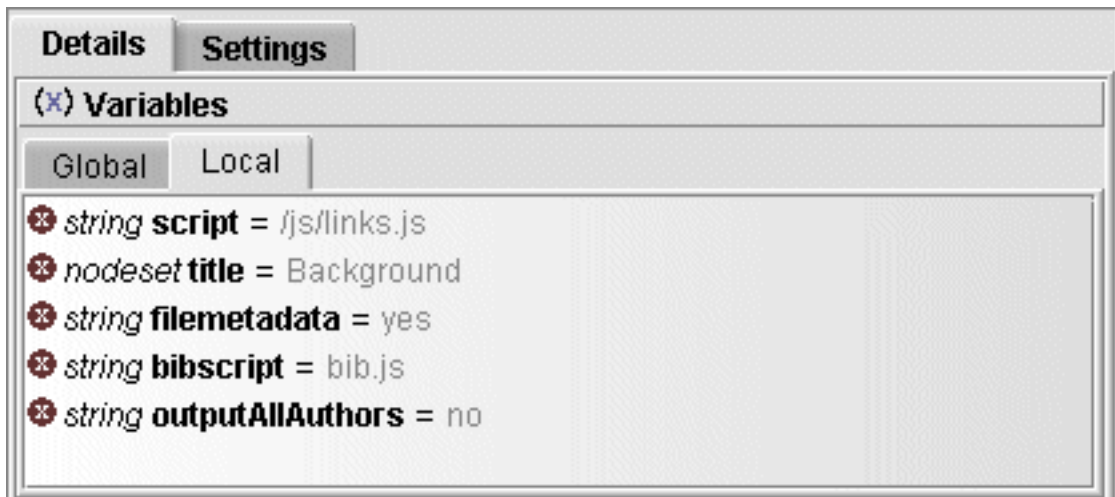 Details Settings
(x) Variables
Global Local
string script = /js/links.js
nodeset title = Background
string filemetadata = yes
string bibscript = bib.js
string outputAllAuthors = no